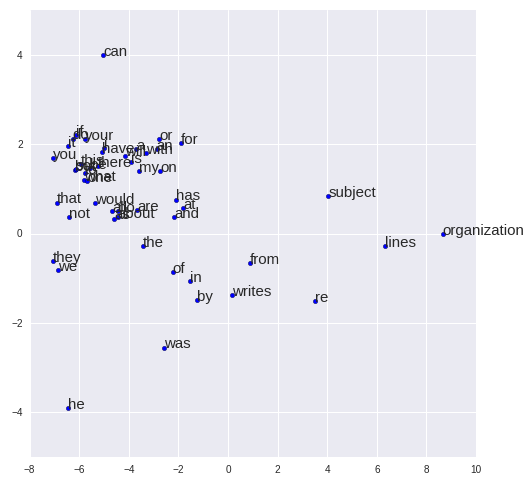 4
can
if
your
or
for
it
have
a
an
with
you
this
there
is
my
on
that
would
has
subject
not
are
at
about
and
organization
the
lines
2
0
they
we
of
from
in
by
writes
re
−2
was
he
−4
−8
−6
−4
−2
0
2
4
6
8
10